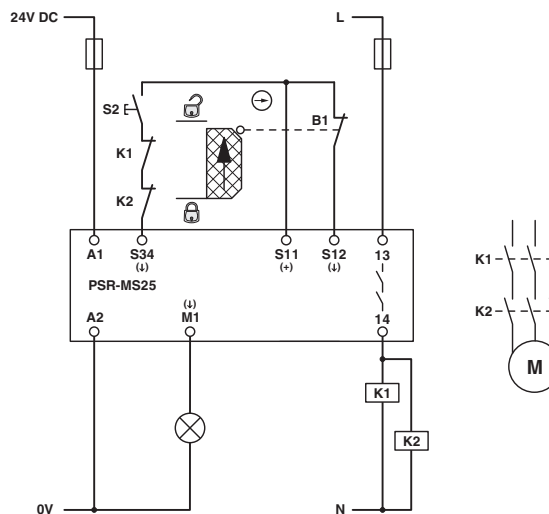 24V DC
L
S2
B1
K1
K2
A1
S34
S11
S12
13
(↓)
(+)
(↓)
PSR-MS25
(↓)
A2
M1
14
K1
K2
K1
K2
M
0V
N